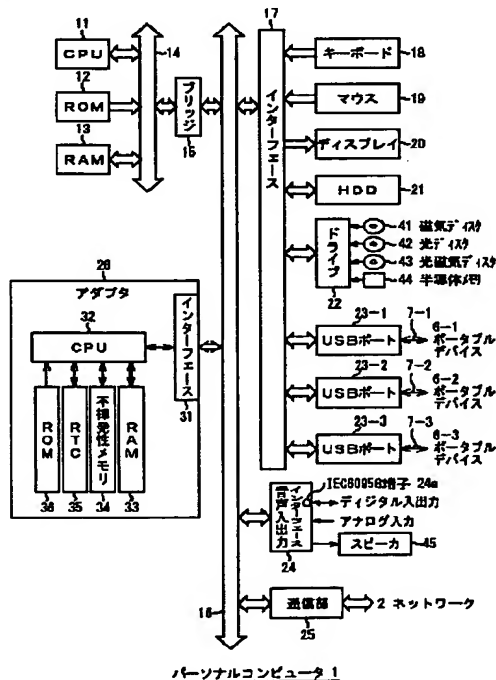 11
CPU
12
ROM
13
RAM
14
ブリッジ
15
16
17
インターフェース
キーボード
18
マウス
19
ディスプレイ
20
HDD
21
ドライブ
22
41 磁気ディスク
42 光ディスク
43 光磁気ディスク
44 半導体メモリ
23-1
USBポート
7-1
6-1
ポータブル
デバイス
23-2
USBポート
7-2
6-2
ポータブル
デバイス
23-3
USBポート
7-3
6-3
ポータブル
デバイス
26
アダプタ
32
CPU
インターフェース
31
ROM
36
RTC
35
不揮発性メモリ
34
RAM
33
音声入出力
インターフェース
24
IEC60958端子 24a
ディジタル入出力
アナログ入力
スピーカ
45
通信部
25
2 ネットワーク
パーソナルコンピュータ 1